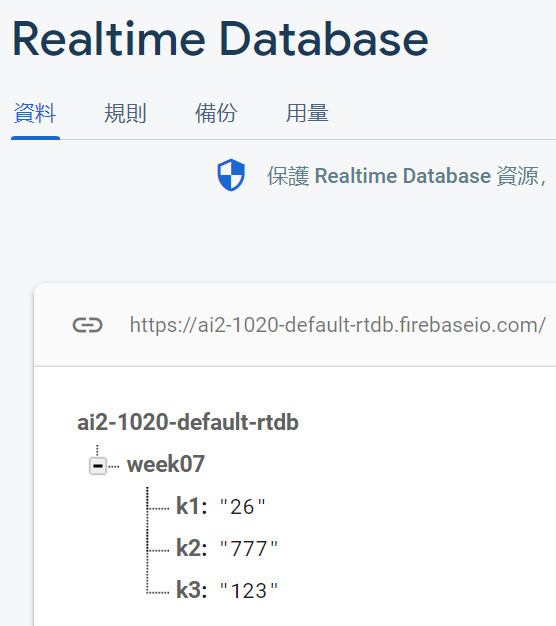 Realtime Database
資料 規則 備份 用量
保護 Realtime Database 資源，
https://ai2-1020-default-rtdb.firebaseio.com/
ai2-1020-default-rtdb
week07
k1: "26"
k2: "777"
k3: "123"